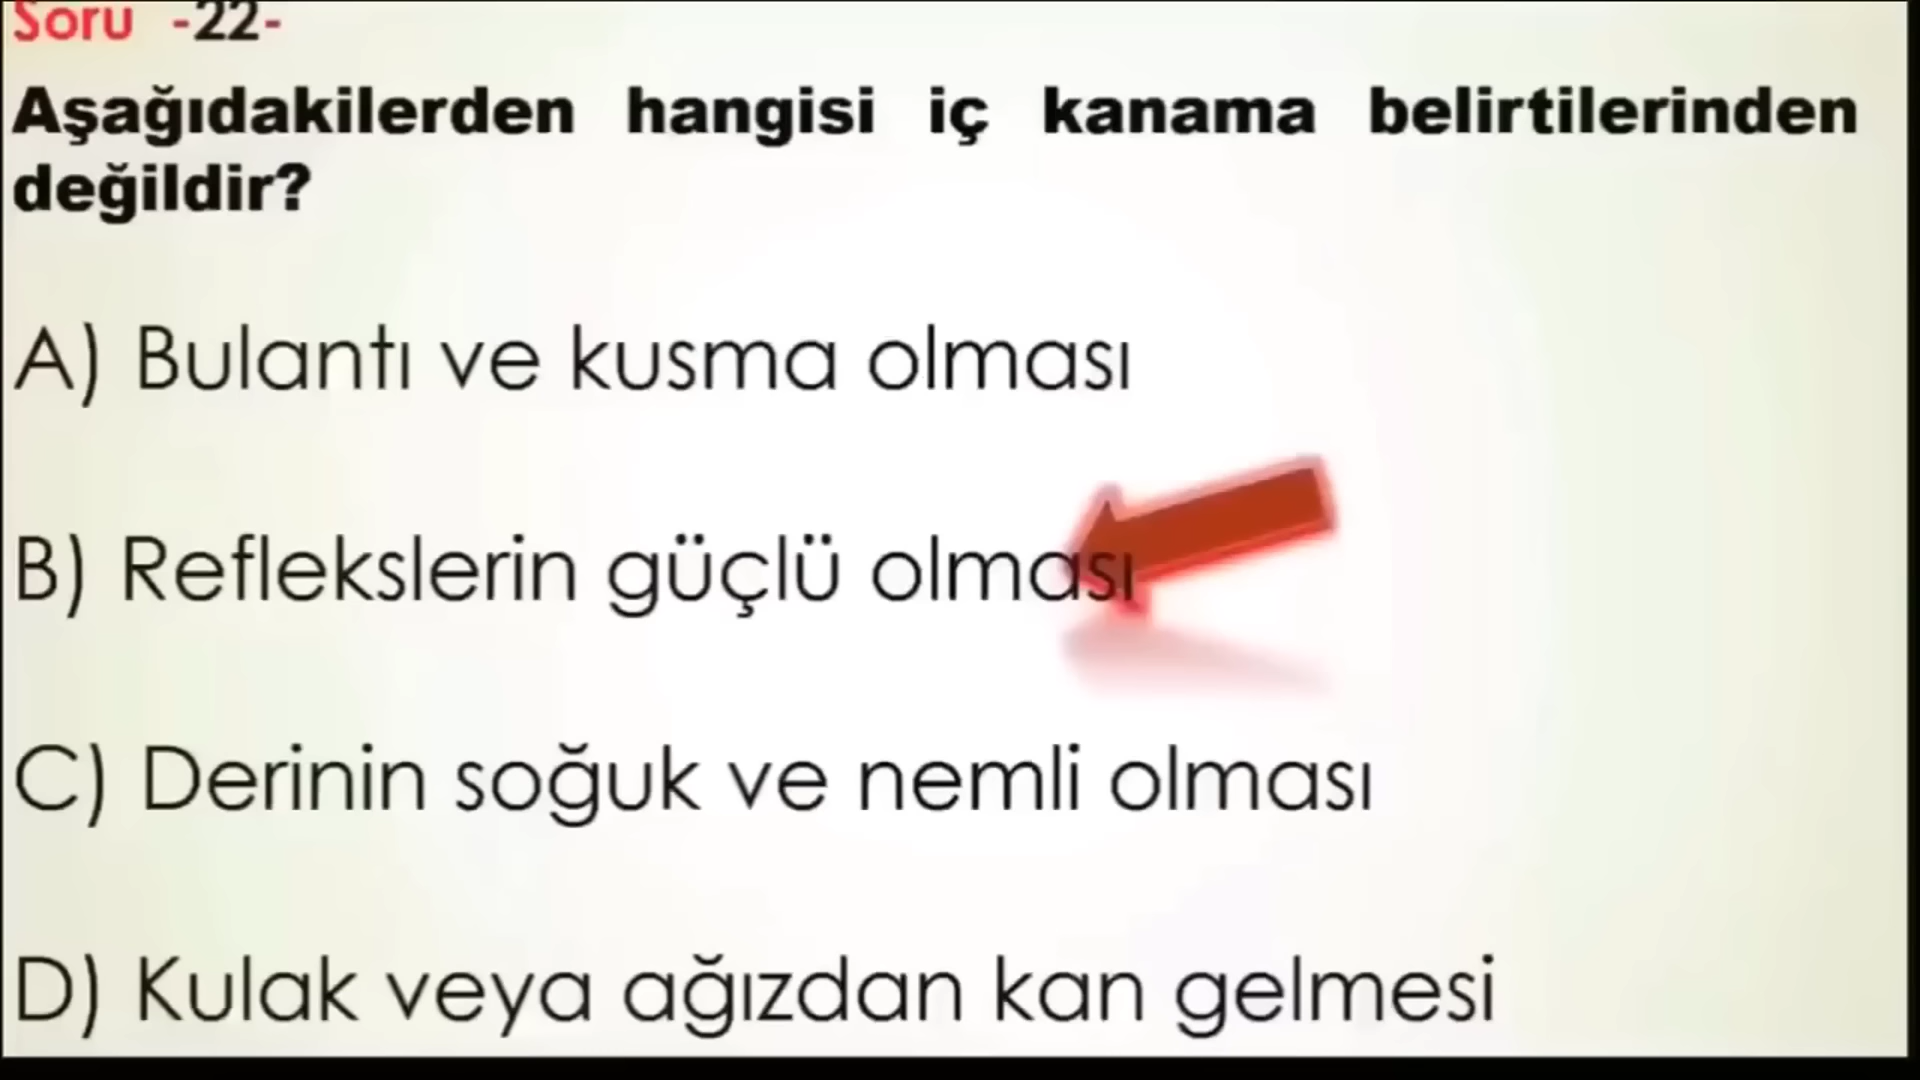 Soru -22-
Aşağıdakilerden hangisi iç kanama belirtilerinden
değildir?
A) Bulantı ve kusma olması
B) Reflekslerin güçlü olması
C) Derinin soğuk ve nemli olması
D) Kulak veya ağızdan kan gelmesi